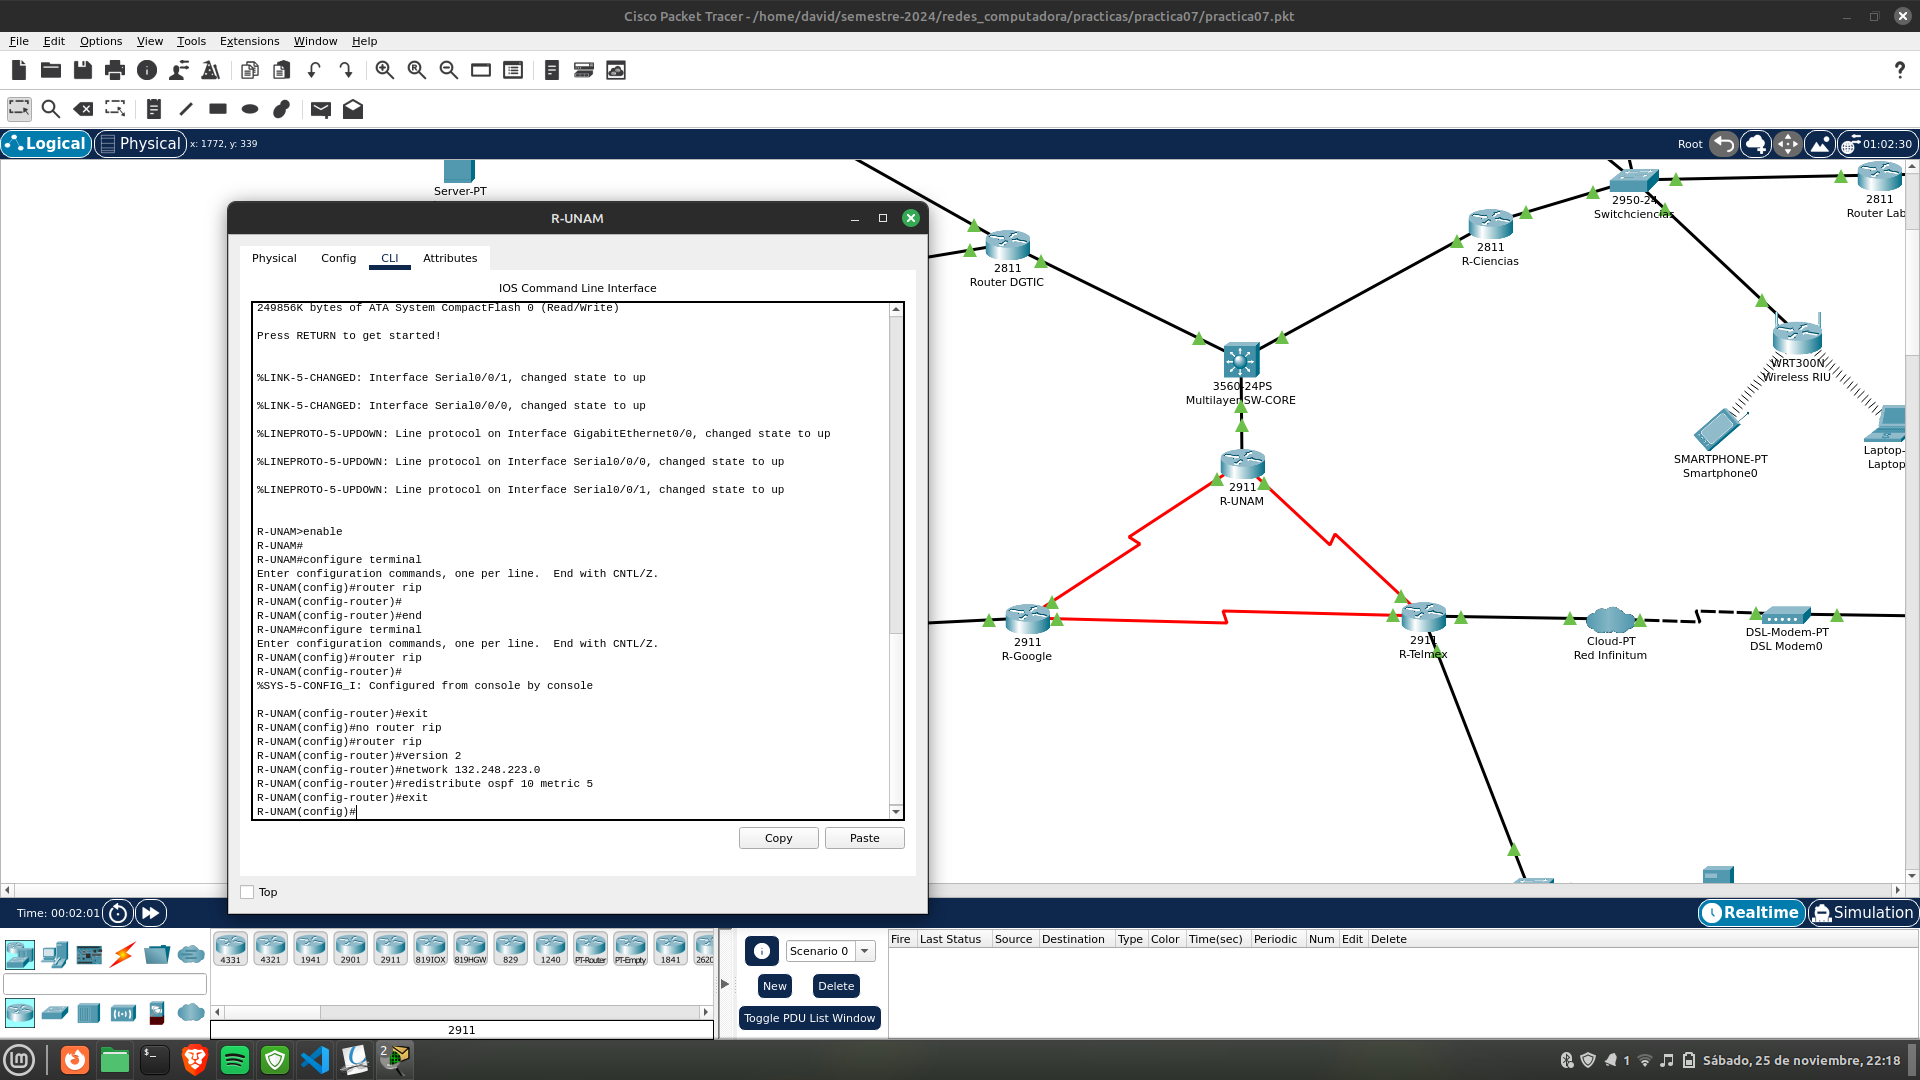 Cisco Packet Tracer - /home/david/semestre-2024/redes_computadora/practicas/practica07/practica07.pkt
File Edit Options View Tools Extensions Window Help
?
Logical Physical x: 1772, y: 339
Root 01:02:30
Server-PT
R-UNAM
Physical Config CLI Attributes
IOS Command Line Interface
249856K bytes of ATA System CompactFlash 0 (Read/Write)
Press RETURN to get started!
%LINK-5-CHANGED: Interface Serial0/0/1, changed state to up
%LINK-5-CHANGED: Interface Serial0/0/0, changed state to up
%LINEPROTO-5-UPDOWN: Line protocol on Interface GigabitEthernet0/0, changed state to up
%LINEPROTO-5-UPDOWN: Line protocol on Interface Serial0/0/0, changed state to up
%LINEPROTO-5-UPDOWN: Line protocol on Interface Serial0/0/1, changed state to up
R-UNAM>enable
R-UNAM#
R-UNAM#configure terminal
Enter configuration commands, one per line.  End with CNTL/Z.
R-UNAM(config)#router rip
R-UNAM(config-router)#
R-UNAM(config-router)#end
R-UNAM#configure terminal
Enter configuration commands, one per line.  End with CNTL/Z.
R-UNAM(config)#router rip
R-UNAM(config-router)#
%SYS-5-CONFIG_I: Configured from console by console
R-UNAM(config-router)#exit
R-UNAM(config)#no router rip
R-UNAM(config)#router rip
R-UNAM(config-router)#version 2
R-UNAM(config-router)#network 132.248.223.0
R-UNAM(config-router)#redistribute ospf 10 metric 5
R-UNAM(config-router)#exit
R-UNAM(config)#
Copy Paste
Top
2811
Router DGTIC
2811
R-Ciencias
2950-24
Switchciencias
2811
Router Lab
3560-24PS
Multilayer SW-CORE
WRT300N
Wireless RIU
SMARTPHONE-PT
Smartphone0
Laptop-
Laptop
2911
R-UNAM
2911
R-Google
2911
R-Telmex
Cloud-PT
Red Infinitum
DSL-Modem-PT
DSL Modem0
Time: 00:02:01
Realtime Simulation
4331 4321 1941 2901 2911 819IOX 819HGW 829 1240 PT-Router PT-Empty 1841 2620
2911
Scenario 0
New Delete
Toggle PDU List Window
Fire Last Status Source Destination Type Color Time(sec) Periodic Num Edit Delete
2
1 Sábado, 25 de noviembre, 22:18